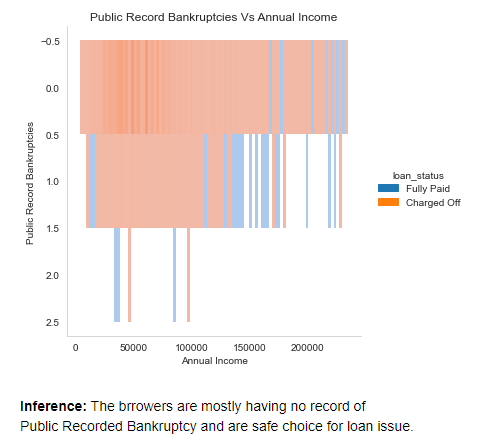 Public Record Bankruptcies Vs Annual Income
−0.5
0.0
0.5
1.0
1.5
2.0
2.5
Public Record Bankruptcies
0
50000
100000
150000
200000
Annual Income
loan_status
Fully Paid
Charged Off
Inference: The brrowers are mostly having no record of
Public Recorded Bankruptcy and are safe choice for loan issue.